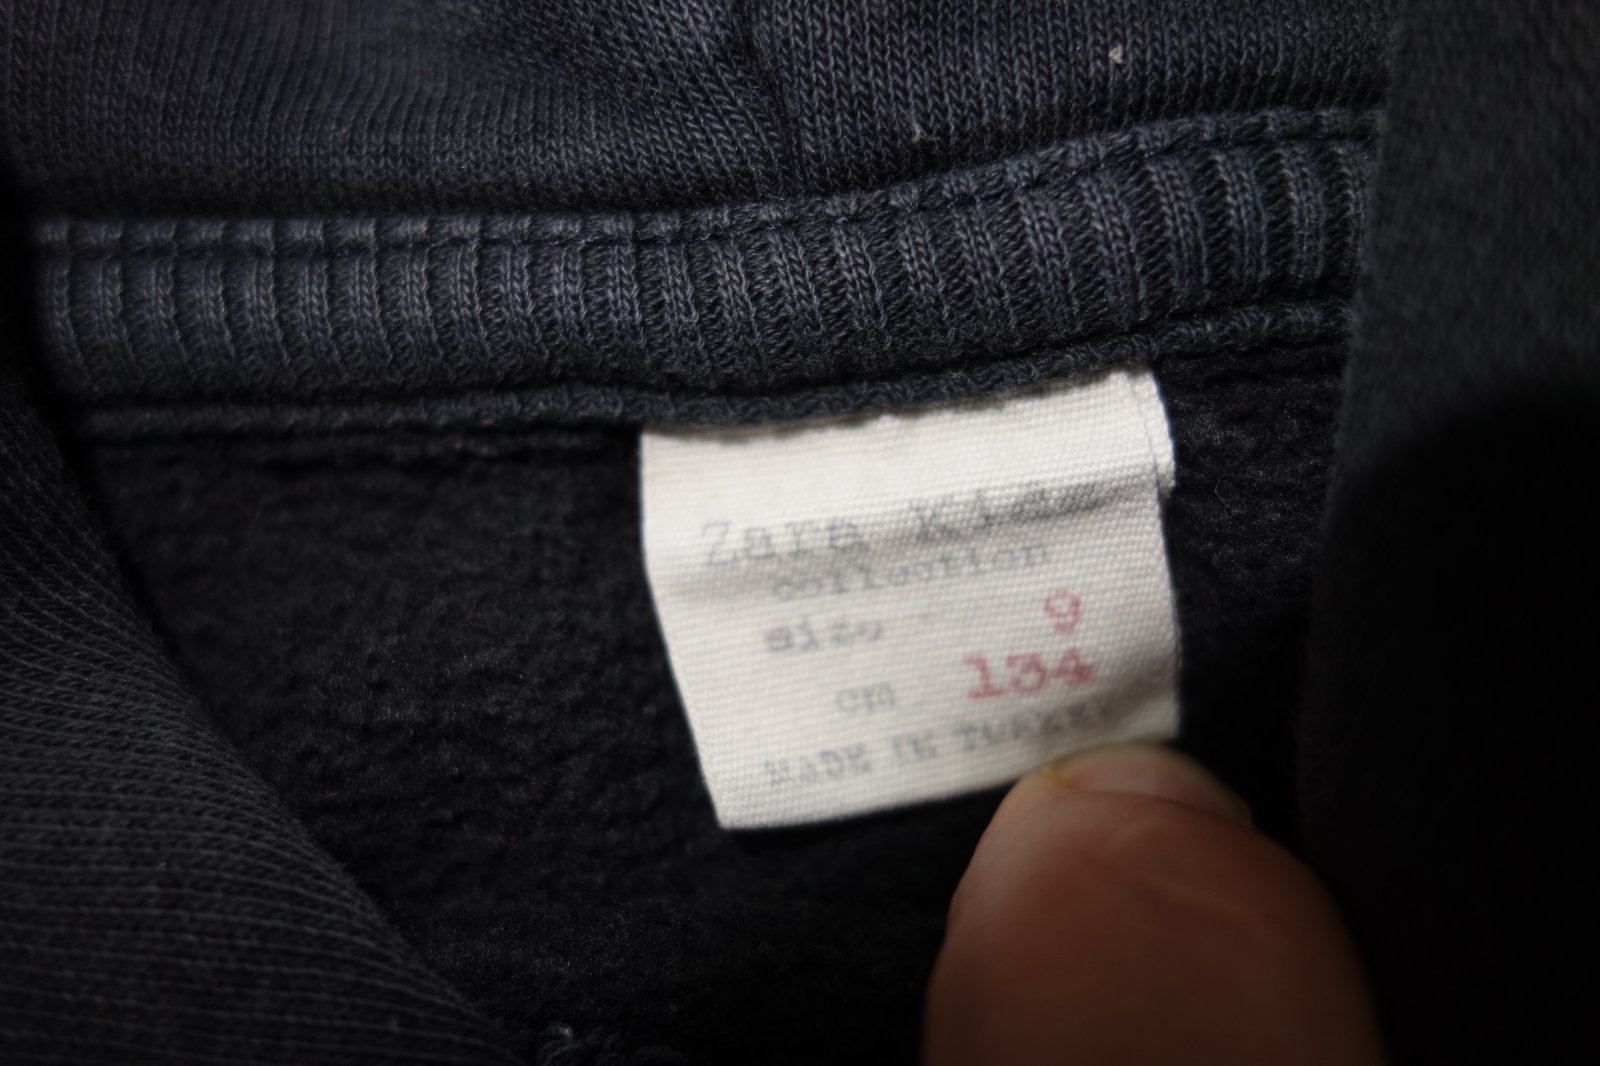 Zara Kids
collection
size 9
cm 134
MADE IN TURKEY